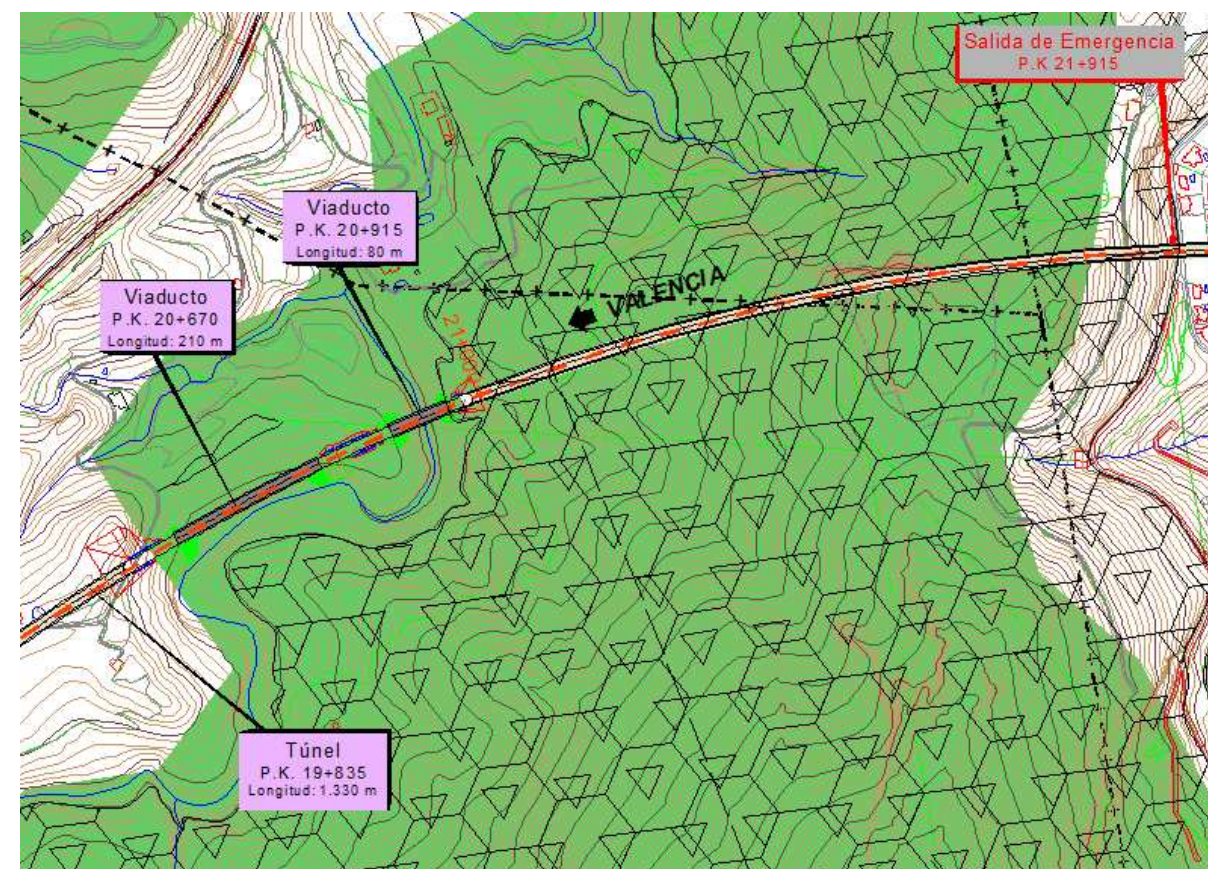 Salida de Emergencia
P.K 21+915
Viaducto
P.K. 20+915
Longitud: 80 m
VALENCIA
Viaducto
P.K. 20+670
Longitud: 210 m
Túnel
P.K. 19+835
Longitud: 1.330 m